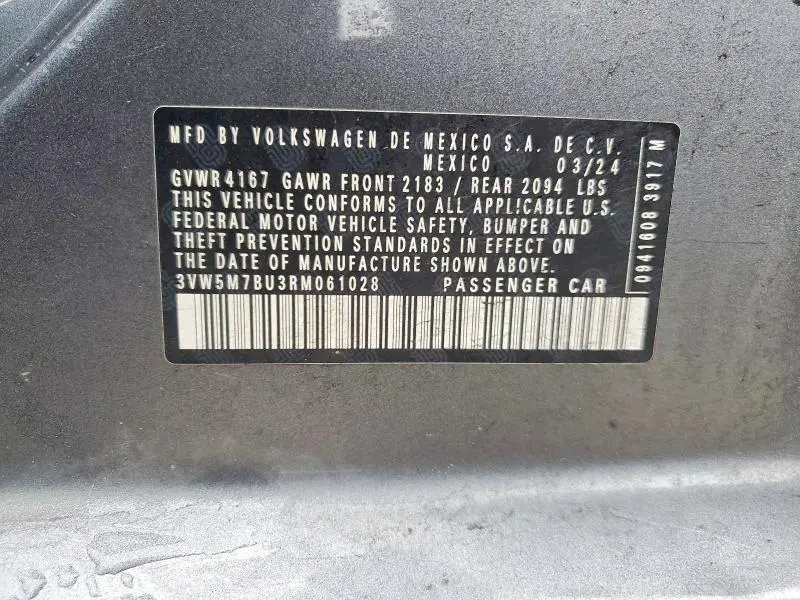 MFD BY VOLKSWAGEN DE MEXICO S.A. DE C.V.
MEXICO 03/24
GVWR 4167 GAWR FRONT 2183 / REAR 2094 LBS
THIS VEHICLE CONFORMS TO ALL APPLICABLE U.S.
FEDERAL MOTOR VEHICLE SAFETY, BUMPER AND
THEFT PREVENTION STANDARDS IN EFFECT ON
THE DATE OF MANUFACTURE SHOWN ABOVE.
3VW5M7BU3RM061028 PASSENGER CAR
0941608 3917 M